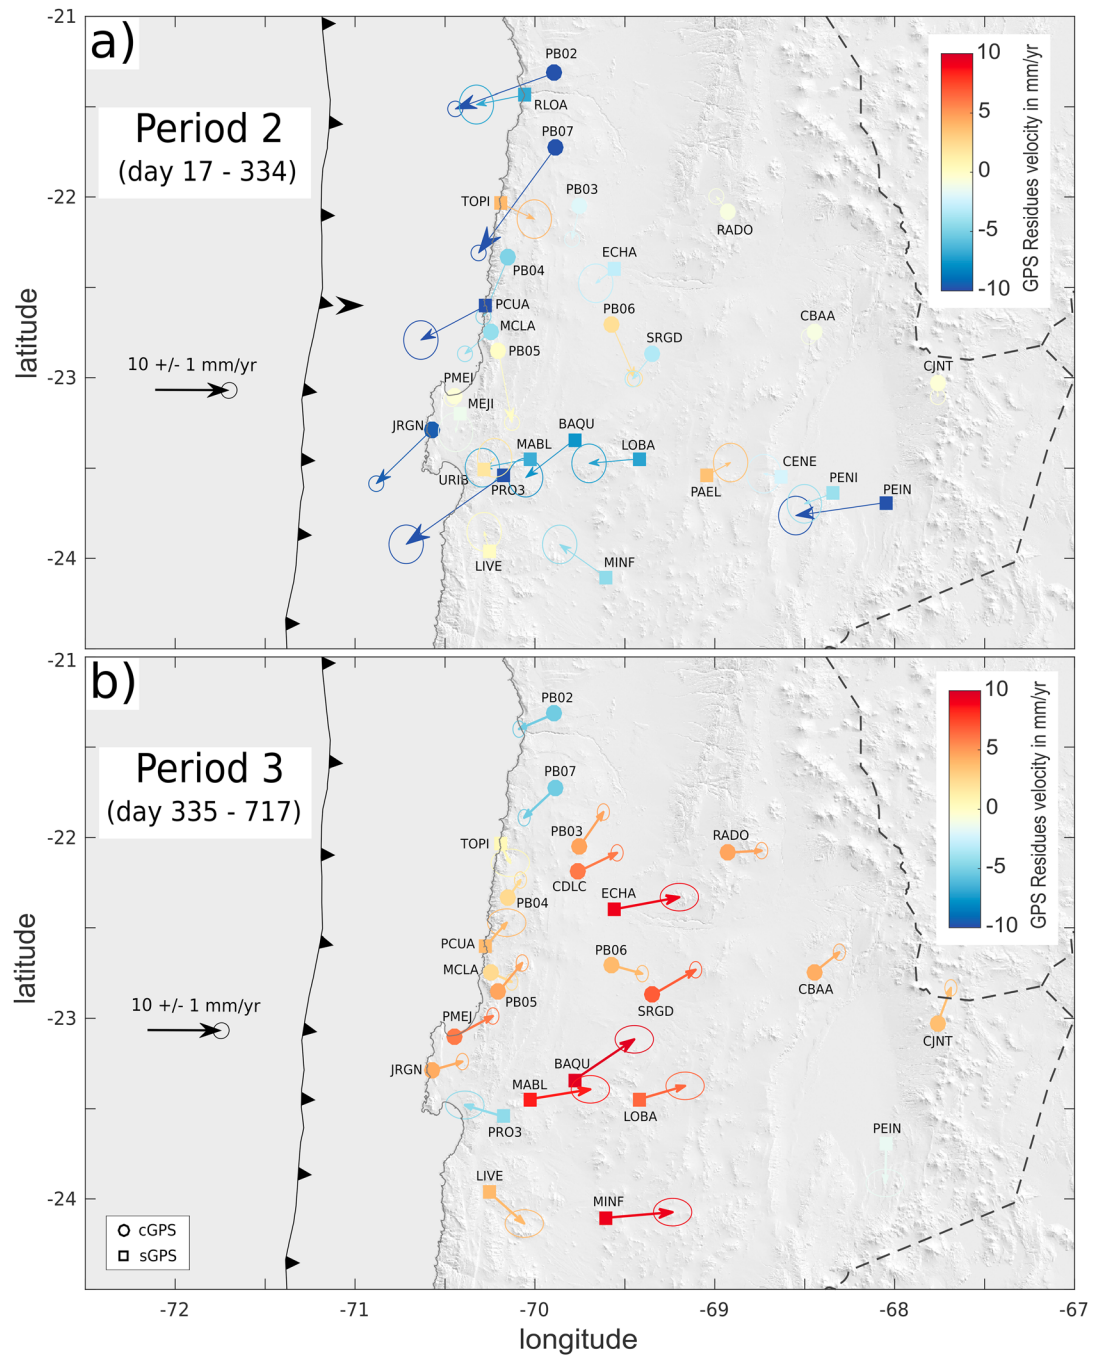 -21
a)
Period 2
(day 17 - 334)
PB02
RLOA
PB07
10
5
0
-5
-10
GPS Residues velocity in mm/yr
-22
TOPI
PB03
RADO
PB04
ECHA
PCUA
MCLA
PB05
PB06
SRGD
CBAA
CJNT
latitude
10 +/- 1 mm/yr
-23
PMEJ
MEJI
JRGN
BAQU
MABL
LOBA
URIB
PRO3
PAEL
CENE
PENI
PEIN
-24
LIVE
MINF
-21
b)
Period 3
(day 335 - 717)
PB02
PB07
10
5
0
-5
-10
GPS Residues velocity in mm/yr
-22
TOPI
PB03
CDLC
RADO
PB04
ECHA
PCUA
MCLA
PB05
PB06
SRGD
CBAA
CJNT
latitude
10 +/- 1 mm/yr
-23
PMEJ
JRGN
BAQU
MABL
LOBA
PRO3
PEIN
-24
LIVE
MINF
cGPS
sGPS
-72
-71
-70
-69
-68
-67
longitude